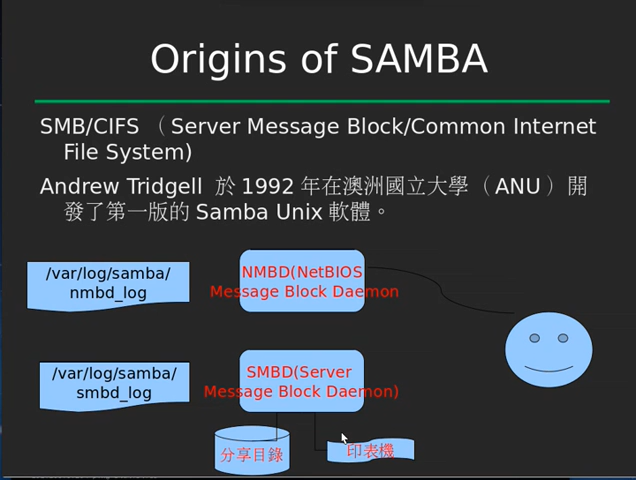 Origins of SAMBA
SMB/CIFS （Server Message Block/Common Internet
File System)
Andrew Tridgell 於 1992 年在澳洲國立大學（ANU）開
發了第一版的 Samba Unix 軟體。
/var/log/samba/
nmbd_log
NMBD(NetBIOS
Message Block Daemon
/var/log/samba/
smbd_log
SMBD(Server
Message Block Daemon)
分享目錄
印表機